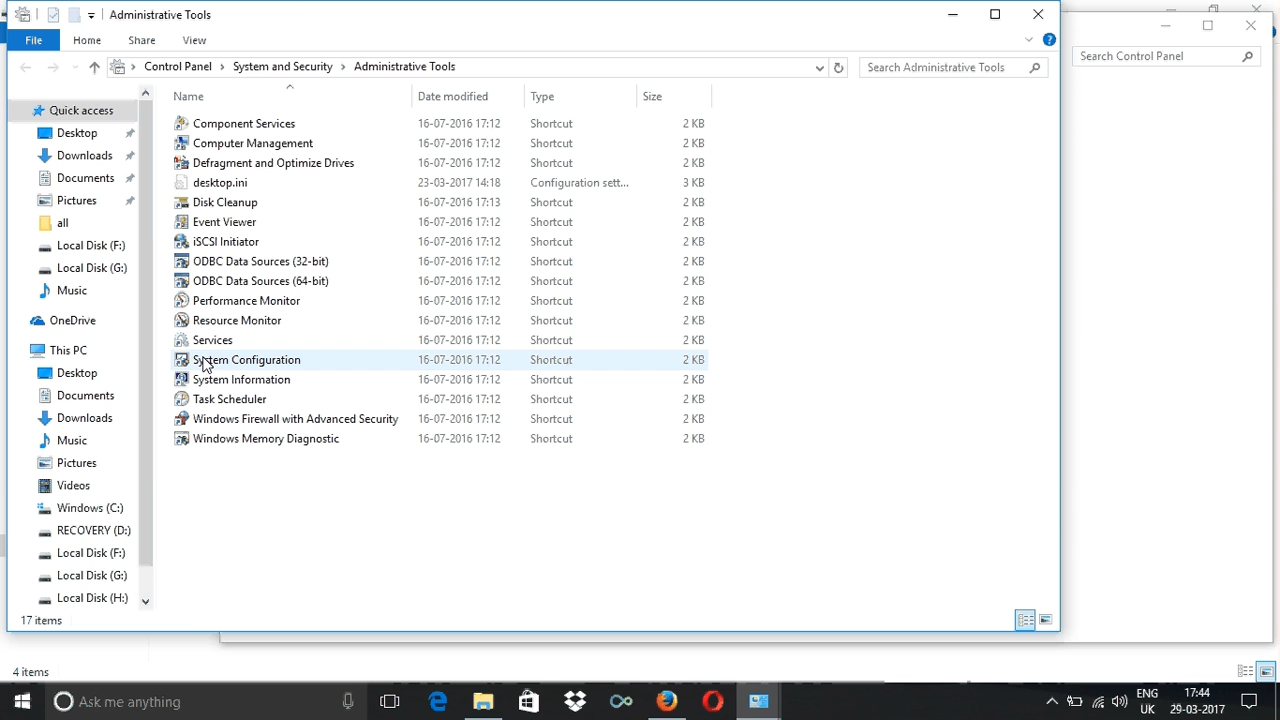 Administrative Tools
File Home Share View
Control Panel > System and Security > Administrative Tools
Search Administrative Tools
Search Control Panel
Name Date modified Type Size
Quick access
Desktop
Downloads
Documents
Pictures
all
Local Disk (F:)
Local Disk (G:)
Music
OneDrive
This PC
Desktop
Documents
Downloads
Music
Pictures
Videos
Windows (C:)
RECOVERY (D:)
Local Disk (F:)
Local Disk (G:)
Local Disk (H:)
Component Services 16-07-2016 17:12 Shortcut 2 KB
Computer Management 16-07-2016 17:12 Shortcut 2 KB
Defragment and Optimize Drives 16-07-2016 17:12 Shortcut 2 KB
desktop.ini 23-03-2017 14:18 Configuration sett... 3 KB
Disk Cleanup 16-07-2016 17:13 Shortcut 2 KB
Event Viewer 16-07-2016 17:12 Shortcut 2 KB
iSCSI Initiator 16-07-2016 17:12 Shortcut 2 KB
ODBC Data Sources (32-bit) 16-07-2016 17:12 Shortcut 2 KB
ODBC Data Sources (64-bit) 16-07-2016 17:12 Shortcut 2 KB
Performance Monitor 16-07-2016 17:12 Shortcut 2 KB
Resource Monitor 16-07-2016 17:12 Shortcut 2 KB
Services 16-07-2016 17:12 Shortcut 2 KB
System Configuration 16-07-2016 17:12 Shortcut 2 KB
System Information 16-07-2016 17:12 Shortcut 2 KB
Task Scheduler 16-07-2016 17:12 Shortcut 2 KB
Windows Firewall with Advanced Security 16-07-2016 17:12 Shortcut 2 KB
Windows Memory Diagnostic 16-07-2016 17:12 Shortcut 2 KB
17 items
4 items
Ask me anything
ENG 17:44
UK 29-03-2017